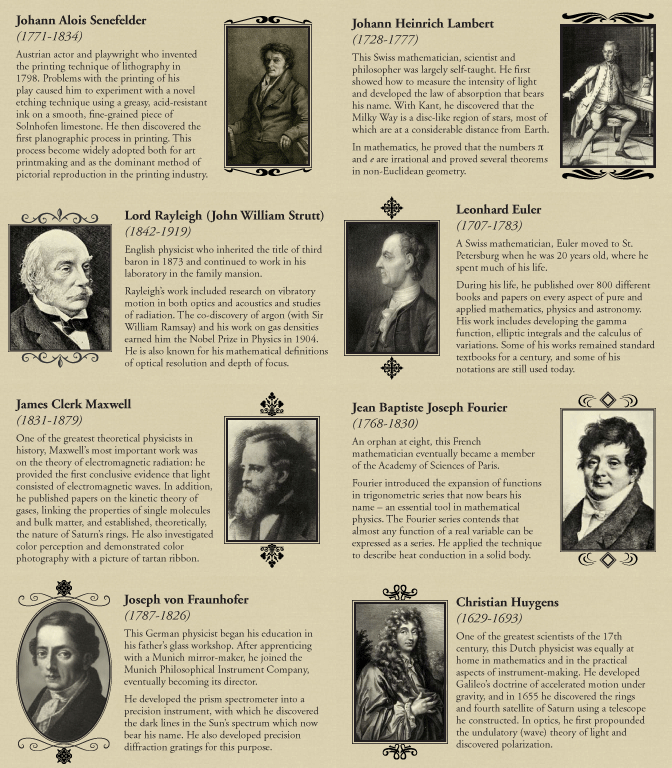 Johann Alois Senefelder
(1771-1834)
Austrian actor and playwright who invented
the printing technique of lithography in
1798. Problems with the printing of his
play caused him to experiment with a novel
etching technique using a greasy, acid-resistant
ink on a smooth, fine-grained piece of
Solnhofen limestone. He then discovered the
first planographic process in printing. This
process become widely adopted both for art
printmaking and as the dominant method of
pictorial reproduction in the printing industry.
Johann Heinrich Lambert
(1728-1777)
This Swiss mathematician, scientist and
philosopher was largely self-taught. He first
showed how to measure the intensity of light
and developed the law of absorption that bears
his name. With Kant, he discovered that the
Milky Way is a disc-like region of stars, most of
which are at a considerable distance from Earth.
In mathematics, he proved that the numbers π
and e are irrational and proved several theorems
in non-Euclidean geometry.
Lord Rayleigh (John William Strutt)
(1842-1919)
English physicist who inherited the title of third
baron in 1873 and continued to work in his
laboratory in the family mansion.
Rayleigh's work included research on vibratory
motion in both optics and acoustics and studies
of radiation. The co-discovery of argon (with Sir
William Ramsay) and his work on gas densities
earned him the Nobel Prize in Physics in 1904.
He is also known for his mathematical definitions
of optical resolution and depth of focus.
Leonhard Euler
(1707-1783)
A Swiss mathematician, Euler moved to St.
Petersburg when he was 20 years old, where he
spent much of his life.
During his life, he published over 800 different
books and papers on every aspect of pure and
applied mathematics, physics and astronomy.
His work includes developing the gamma
function, elliptic integrals and the calculus of
variations. Some of his works remained standard
textbooks for a century, and some of his
notations are still used today.
James Clerk Maxwell
(1831-1879)
One of the greatest theoretical physicists in
history, Maxwell's most important work was
on the theory of electromagnetic radiation: he
provided the first conclusive evidence that light
consisted of electromagnetic waves. In addition,
he published papers on the kinetic theory of
gases, linking the properties of single molecules
and bulk matter, and established, theoretically,
the nature of Saturn's rings. He also investigated
color perception and demonstrated color
photography with a picture of tartan ribbon.
Jean Baptiste Joseph Fourier
(1768-1830)
An orphan at eight, this French
mathematician eventually became a member
of the Academy of Sciences of Paris.
Fourier introduced the expansion of functions
in trigonometric series that now bears his
name – an essential tool in mathematical
physics. The Fourier series contends that
almost any function of a real variable can be
expressed as a series. He applied the technique
to describe heat conduction in a solid body.
Joseph von Fraunhofer
(1787-1826)
This German physicist began his education in
his father's glass workshop. After apprenticing
with a Munich mirror-maker, he joined the
Munich Philosophical Instrument Company,
eventually becoming its director.
He developed the prism spectrometer into a
precision instrument, with which he discovered
the dark lines in the Sun's spectrum which now
bear his name. He also developed precision
diffraction gratings for this purpose.
Christian Huygens
(1629-1693)
One of the greatest scientists of the 17th
century, this Dutch physicist was equally at
home in mathematics and in the practical
aspects of instrument-making. He developed
Galileo's doctrine of accelerated motion under
gravity, and in 1655 he discovered the rings
and fourth satellite of Saturn using a telescope
he constructed. In optics, he first propounded
the undulatory (wave) theory of light and
discovered polarization.